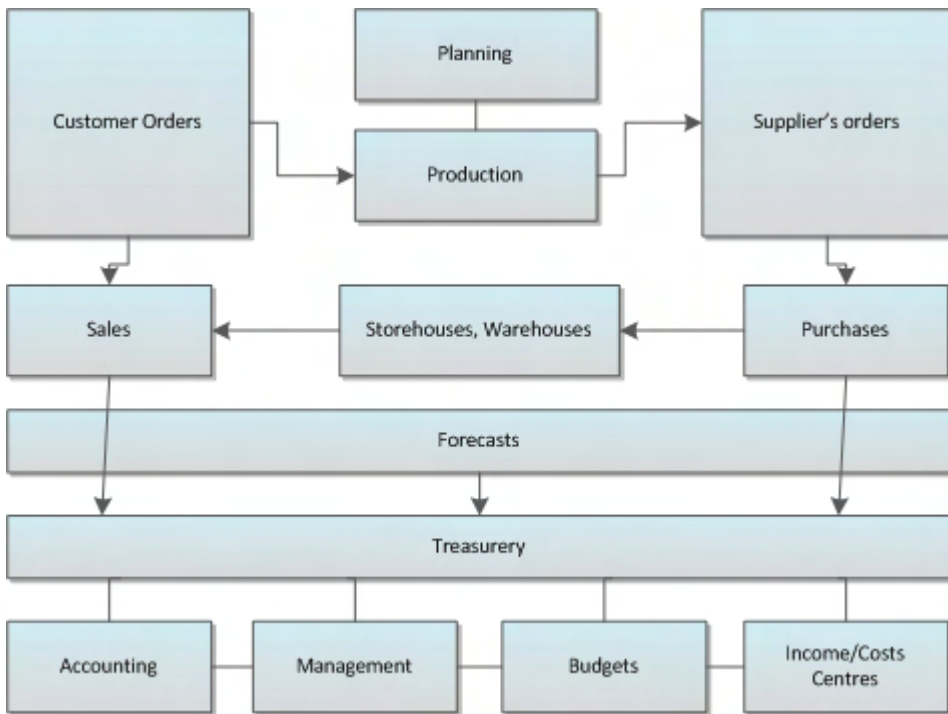 Planning
Customer Orders
Supplier's orders
Production
Sales
Storehouses, Warehouses
Purchases
Forecasts
Treasurery
Accounting
Management
Budgets
Income/Costs
Centres